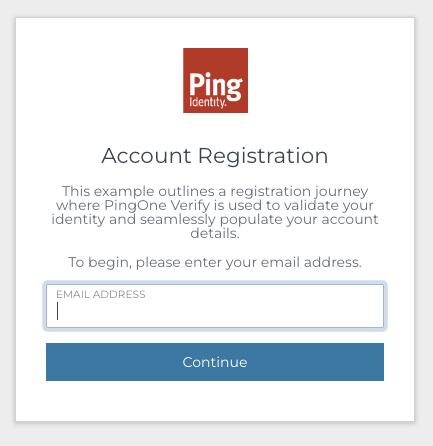 Ping
Identity.
Account Registration
This example outlines a registration journey
where PingOne Verify is used to validate your
identity and seamlessly populate your account
details.
To begin, please enter your email address.
EMAIL ADDRESS
Continue